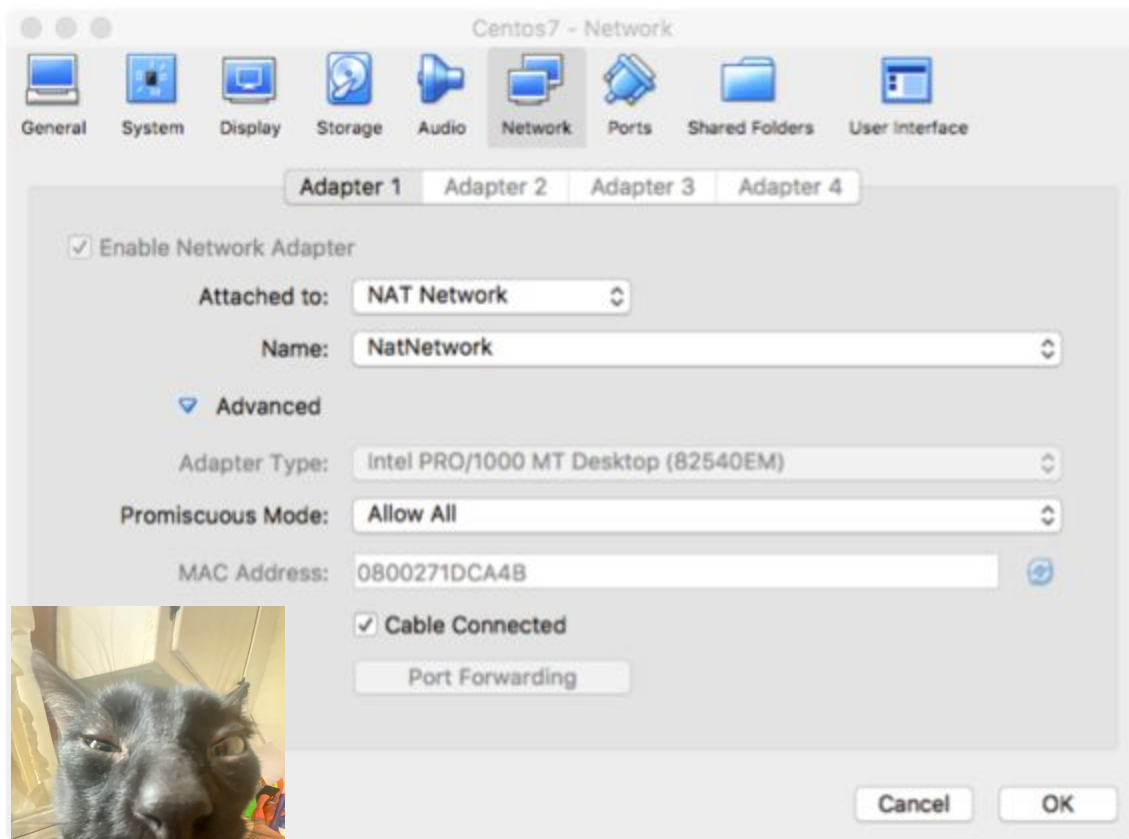 Centos7 - Network
General System Display Storage Audio Network Ports Shared Folders User Interface
Adapter 1 Adapter 2 Adapter 3 Adapter 4
Enable Network Adapter
Attached to: NAT Network
Name: NatNetwork
Advanced
Adapter Type: Intel PRO/1000 MT Desktop (82540EM)
Promiscuous Mode: Allow All
MAC Address: 0800271DCA4B
Cable Connected
Port Forwarding
Cancel OK